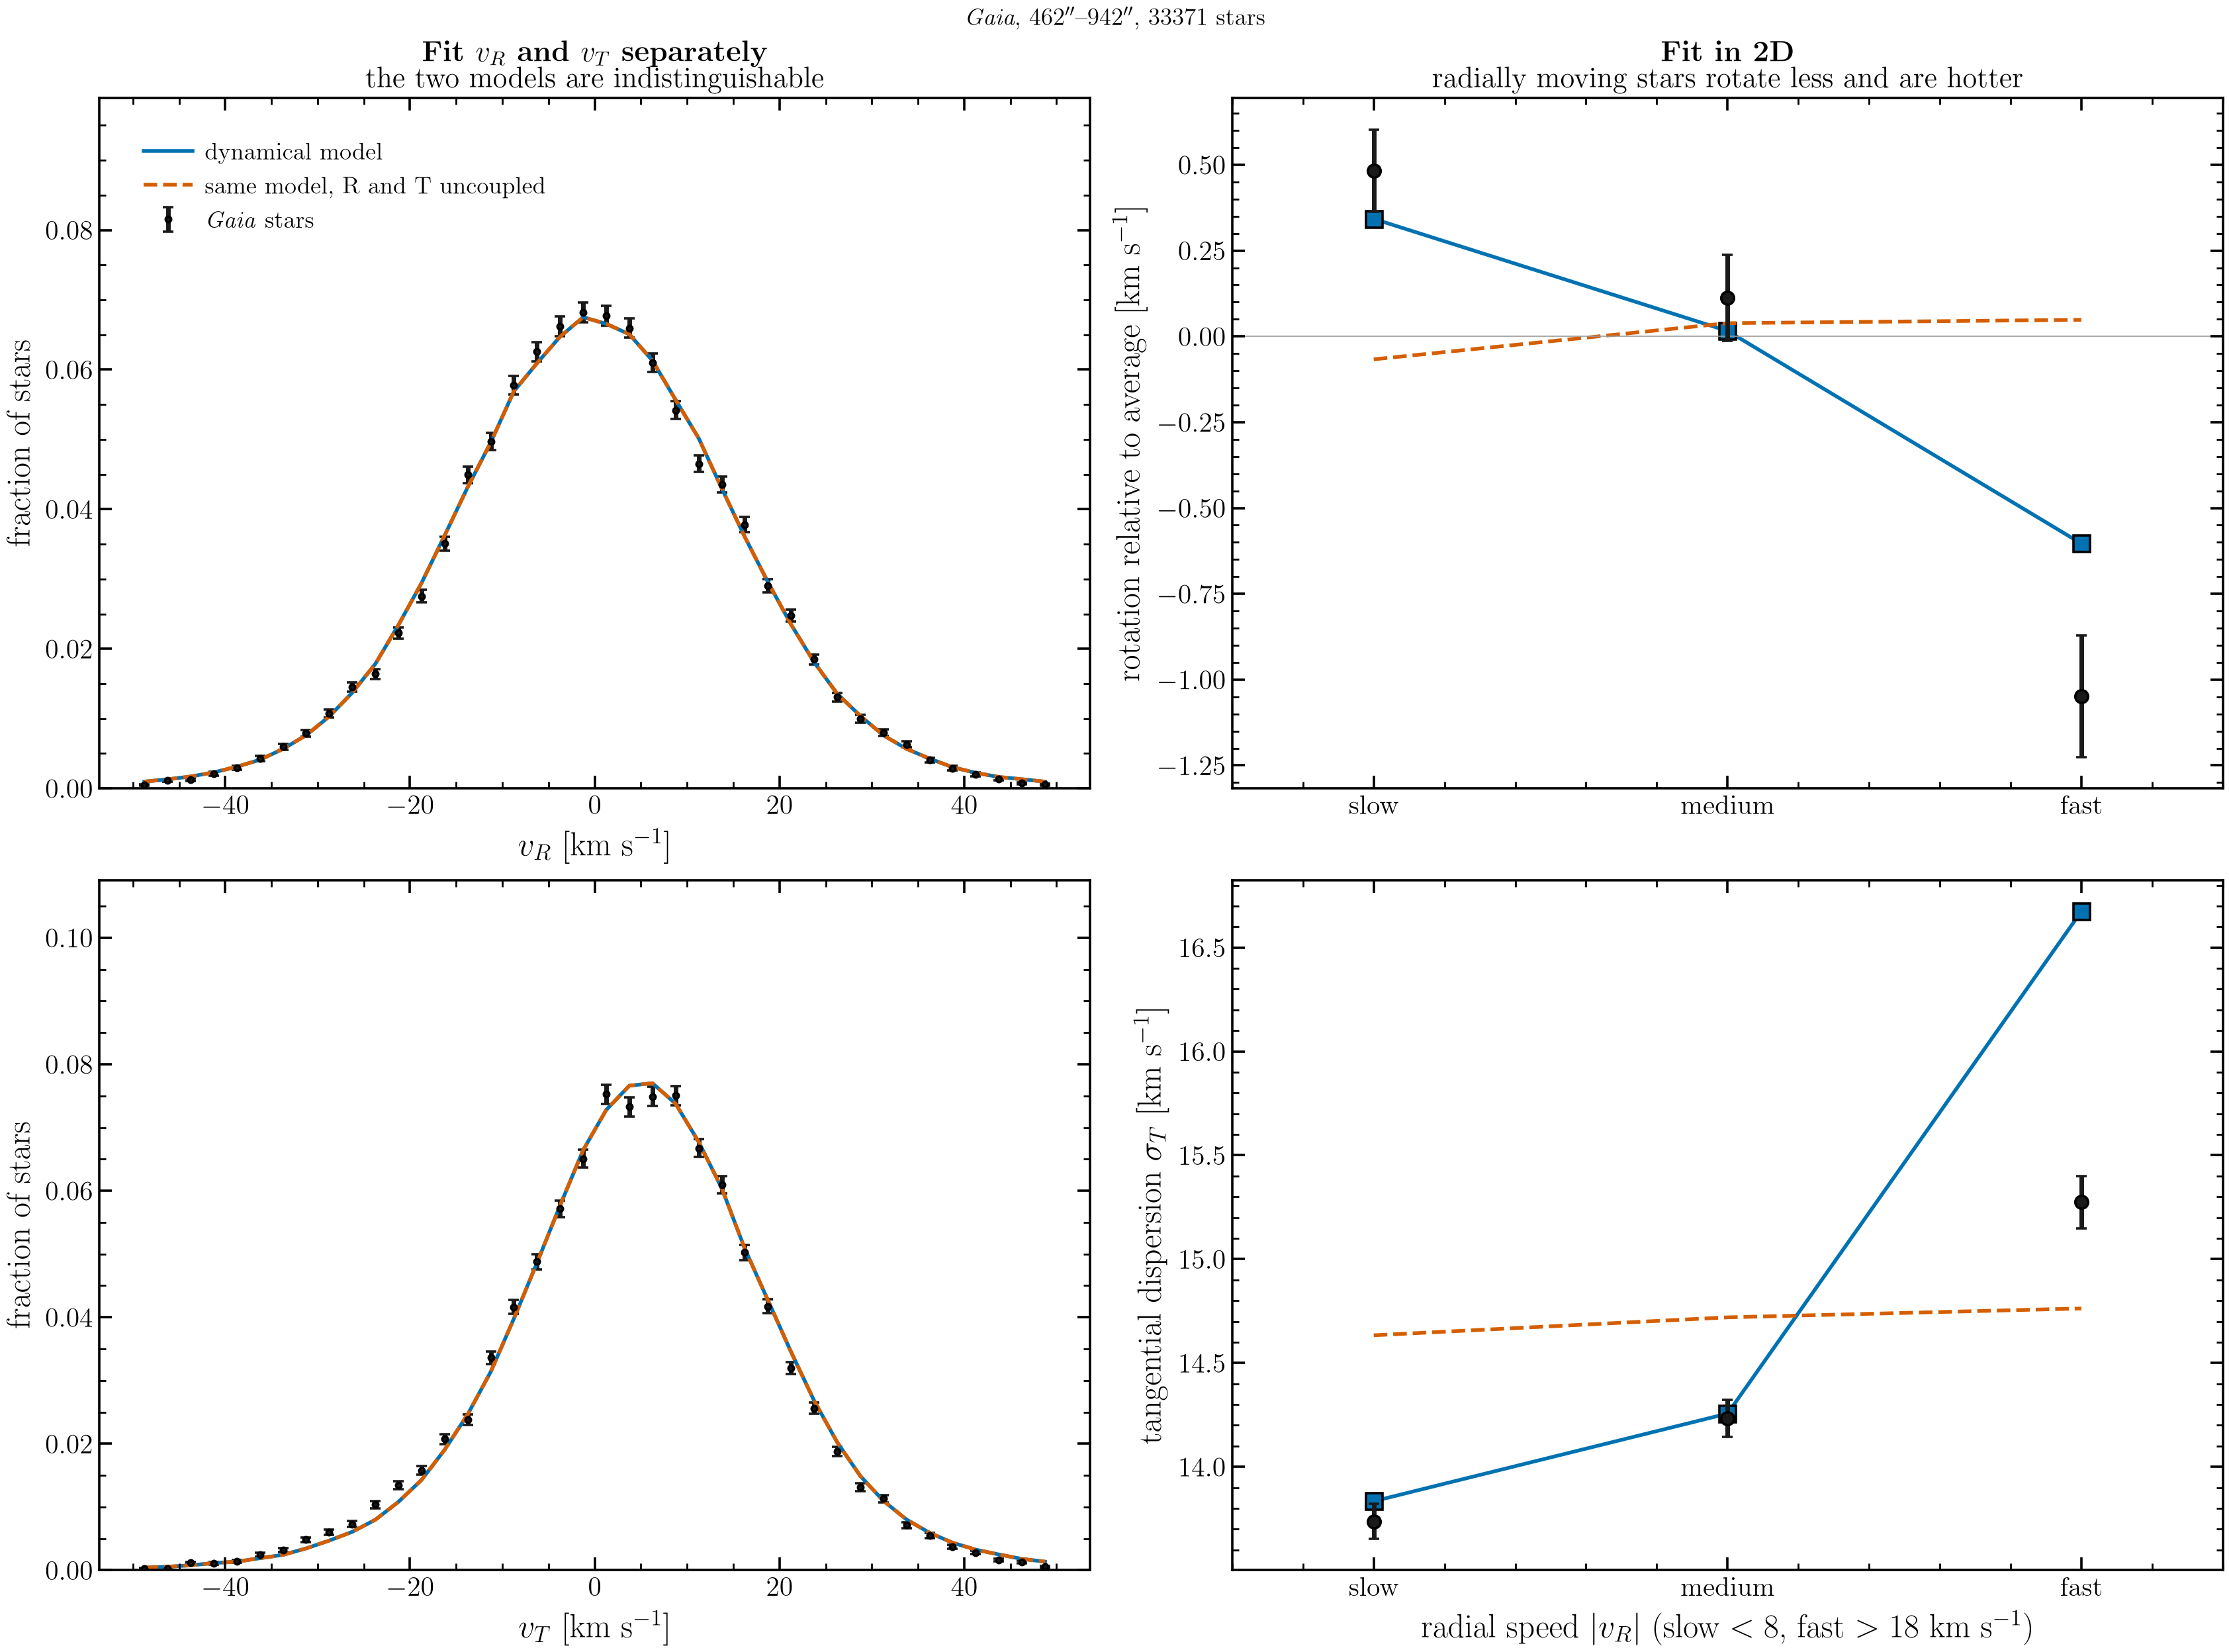 Gaia, 462″–942″, 33371 stars
Fit v_R and v_T separately
the two models are indistinguishable
dynamical model
same model, R and T uncoupled
Gaia stars
fraction of stars
0.08
0.06
0.04
0.02
0.00
−40 −20 0 20 40
v_R [km s⁻¹]
Fit in 2D
radially moving stars rotate less and are hotter
rotation relative to average [km s⁻¹]
0.50
0.25
0.00
−0.25
−0.50
−0.75
−1.00
−1.25
slow medium fast
fraction of stars
0.10
0.08
0.06
0.04
0.02
0.00
−40 −20 0 20 40
v_T [km s⁻¹]
tangential dispersion σ_T [km s⁻¹]
16.5
16.0
15.5
15.0
14.5
14.0
slow medium fast
radial speed |v_R| (slow < 8, fast > 18 km s⁻¹)